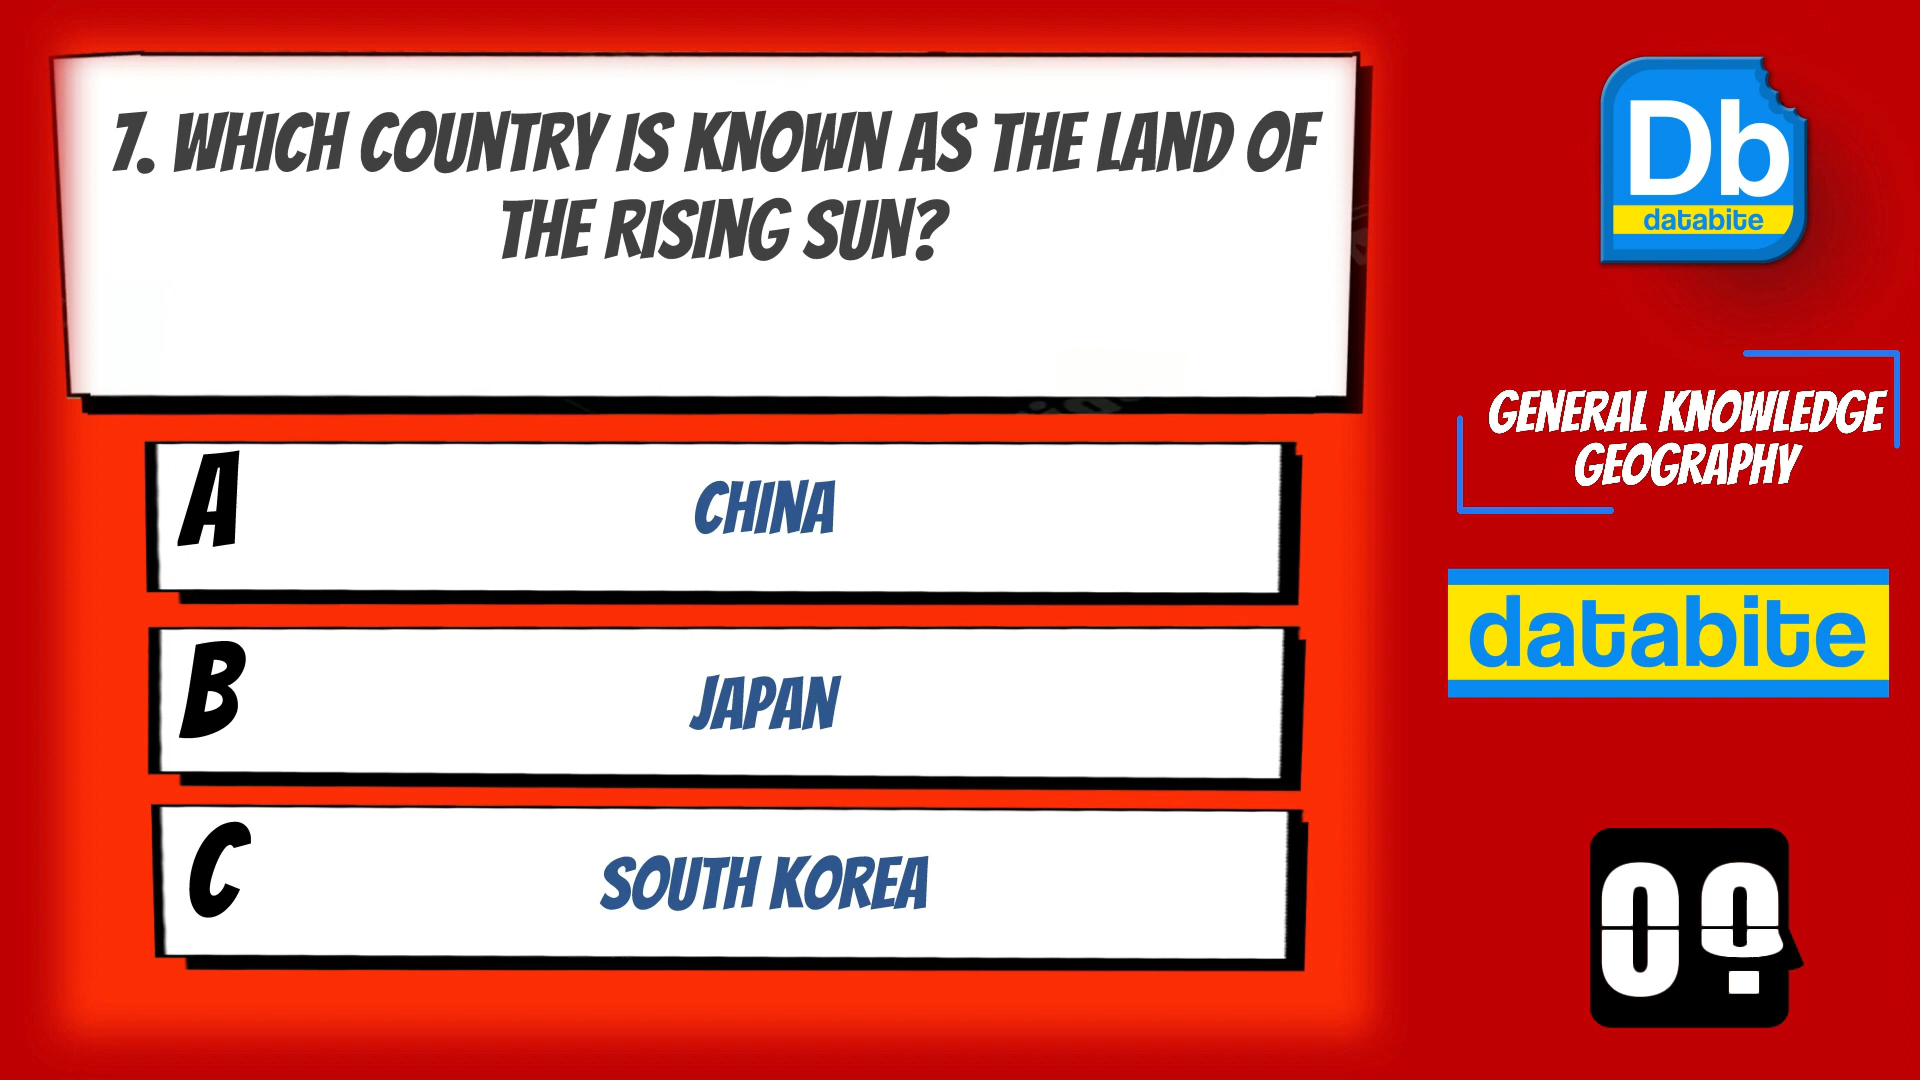 7. WHICH COUNTRY IS KNOWN AS THE LAND OF
THE RISING SUN?
A
CHINA
B
JAPAN
C
SOUTH KOREA
Db
databite
GENERAL KNOWLEDGE
GEOGRAPHY
databite